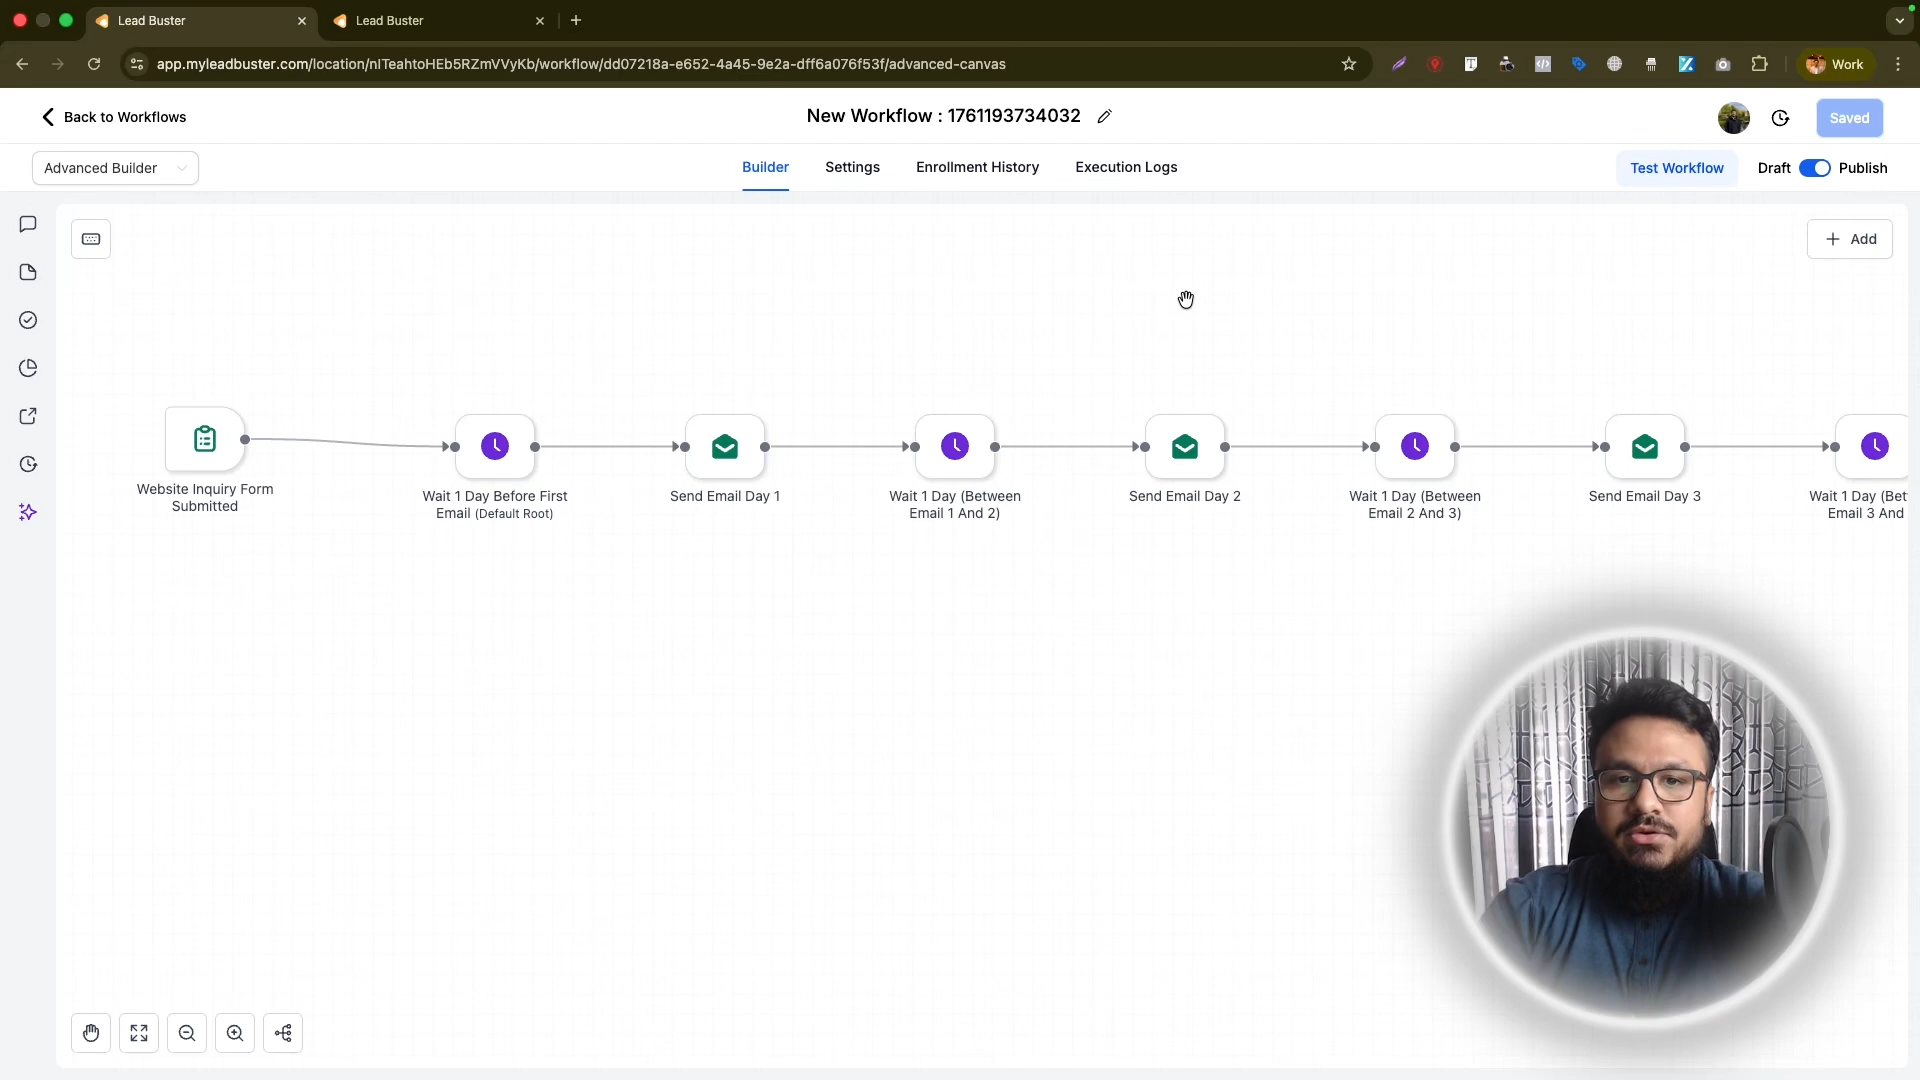 Lead Buster
Lead Buster
app.myleadbuster.com/location/nITeahtoHEb5RZmVVyKb/workflow/dd07218a-e652-4a45-9e2a-dff6a076f53f/advanced-canvas
Work
Back to Workflows
New Workflow : 1761193734032
Saved
Advanced Builder
Builder
Settings
Enrollment History
Execution Logs
Test Workflow
Draft
Publish
Add
Website Inquiry Form
Submitted
Wait 1 Day Before First
Email (Default Root)
Send Email Day 1
Wait 1 Day (Between
Email 1 And 2)
Send Email Day 2
Wait 1 Day (Between
Email 2 And 3)
Send Email Day 3
Wait 1 Day (Bet
Email 3 And